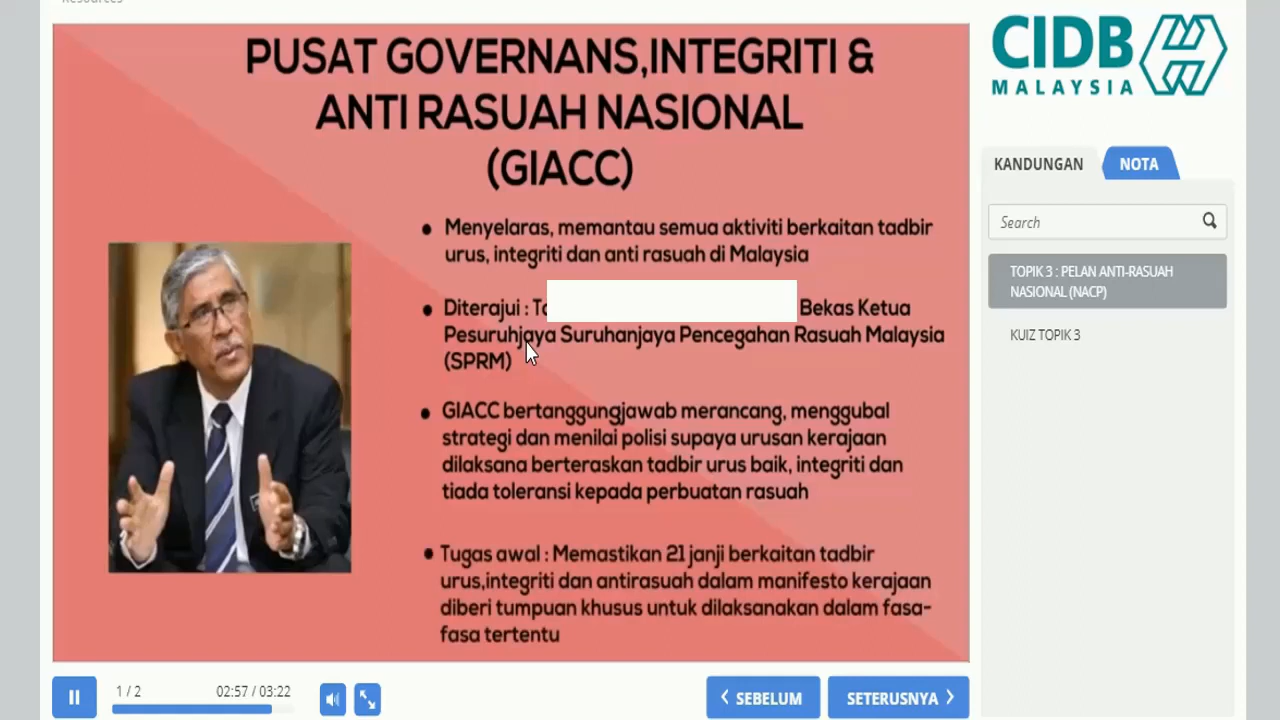 PUSAT GOVERNANS,INTEGRITI &
ANTI RASUAH NASIONAL
(GIACC)
Menyelaras, memantau semua aktiviti berkaitan tadbir
urus, integriti dan anti rasuah di Malaysia
Diterajui : Bekas Ketua
Pesuruhjaya Suruhanjaya Pencegahan Rasuah Malaysia
(SPRM)
GIACC bertanggungjawab merancang, menggubal
strategi dan menilai polisi supaya urusan kerajaan
dilaksana berteraskan tadbir urus baik, integriti dan
tiada toleransi kepada perbuatan rasuah
Tugas awal : Memastikan 21 janji berkaitan tadbir
urus,integriti dan antirasuah dalam manifesto kerajaan
diberi tumpuan khusus untuk dilaksanakan dalam fasa-
fasa tertentu
1 / 2
02:57 / 03:22
SEBELUM
SETERUSNYA
CIDB
MALAYSIA
KANDUNGAN
NOTA
Search
TOPIK 3 : PELAN ANTI-RASUAH
NASIONAL (NACP)
KUIZ TOPIK 3